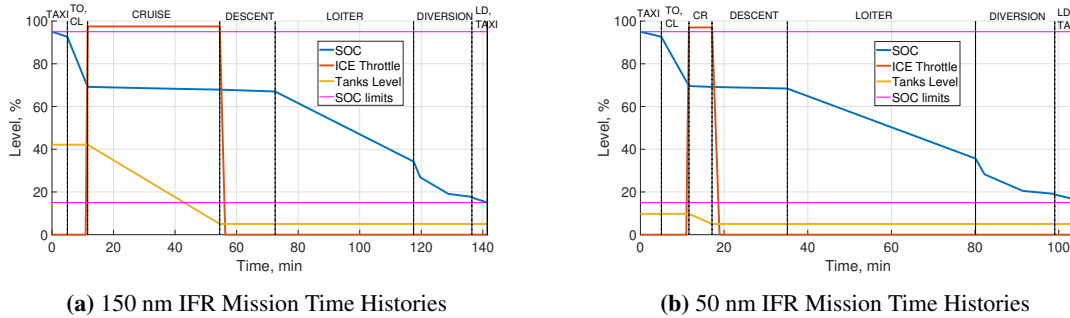 TAXI TO, CL CRUISE DESCENT LOITER DIVERSION LD, TAXI
100
80
60
40
20
0
Level, %
SOC
ICE Throttle
Tanks Level
SOC limits
0 20 40 60 80 100 120 140
Time, min
(a) 150 nm IFR Mission Time Histories
TAXI TO, CL CR DESCENT LOITER DIVERSION LD, TA
100
80
60
40
20
0
Level, %
SOC
ICE Throttle
Tanks Level
SOC limits
0 20 40 60 80 100
Time, min
(b) 50 nm IFR Mission Time Histories